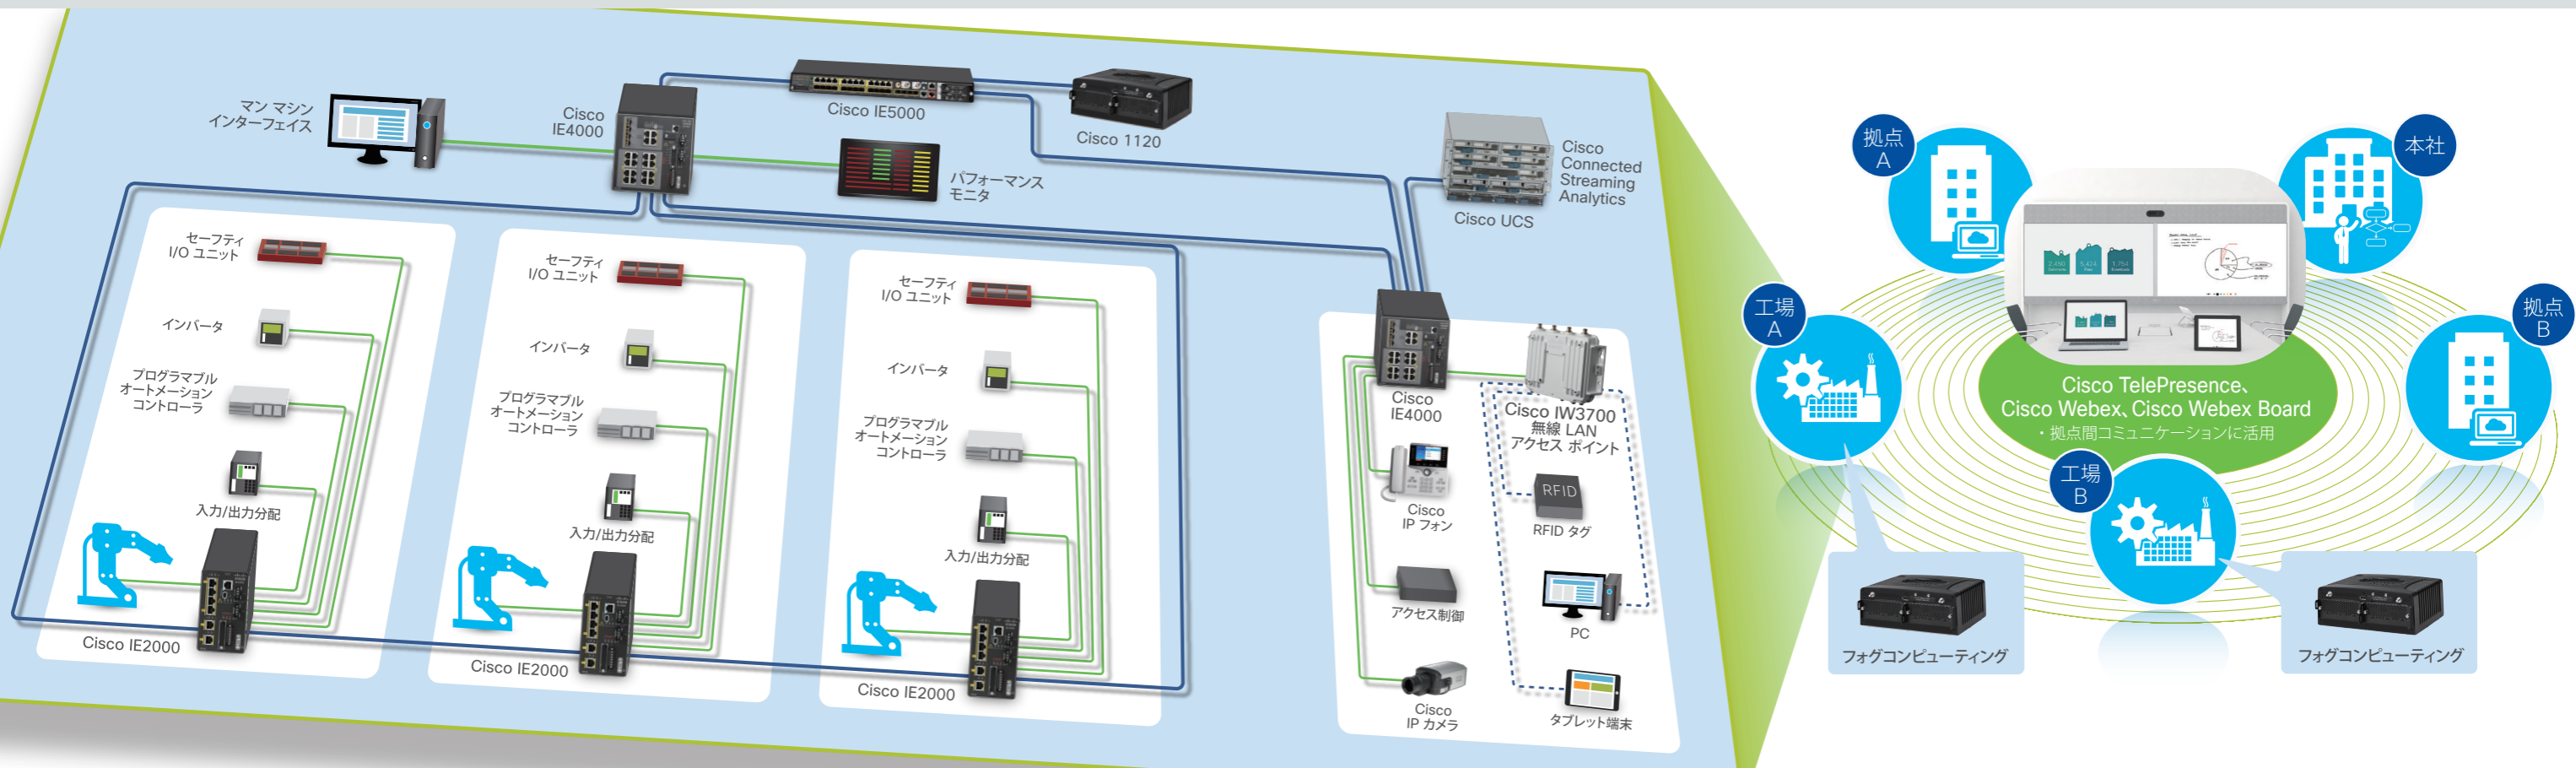 マン マシン
インターフェイス
Cisco
IE4000
Cisco IE5000
Cisco 1120
パフォーマンス
モニタ
Cisco
Connected
Streaming
Analytics
Cisco UCS
セーフティ
I/O ユニット
インバータ
プログラマブル
オートメーション
コントローラ
入力/出力分配
Cisco IE2000
セーフティ
I/O ユニット
インバータ
プログラマブル
オートメーション
コントローラ
入力/出力分配
Cisco IE2000
セーフティ
I/O ユニット
インバータ
プログラマブル
オートメーション
コントローラ
入力/出力分配
Cisco IE2000
Cisco
IE4000
Cisco IW3700
無線 LAN
アクセス ポイント
Cisco
IP フォン
RFID
RFID タグ
アクセス制御
PC
Cisco
IP カメラ
タブレット端末
拠点
A
本社
工場
A
拠点
B
2,450
5,424
1,754
Cisco TelePresence、
Cisco Webex、Cisco Webex Board
・拠点間コミュニケーションに活用
工場
B
フォグコンピューティング
フォグコンピューティング